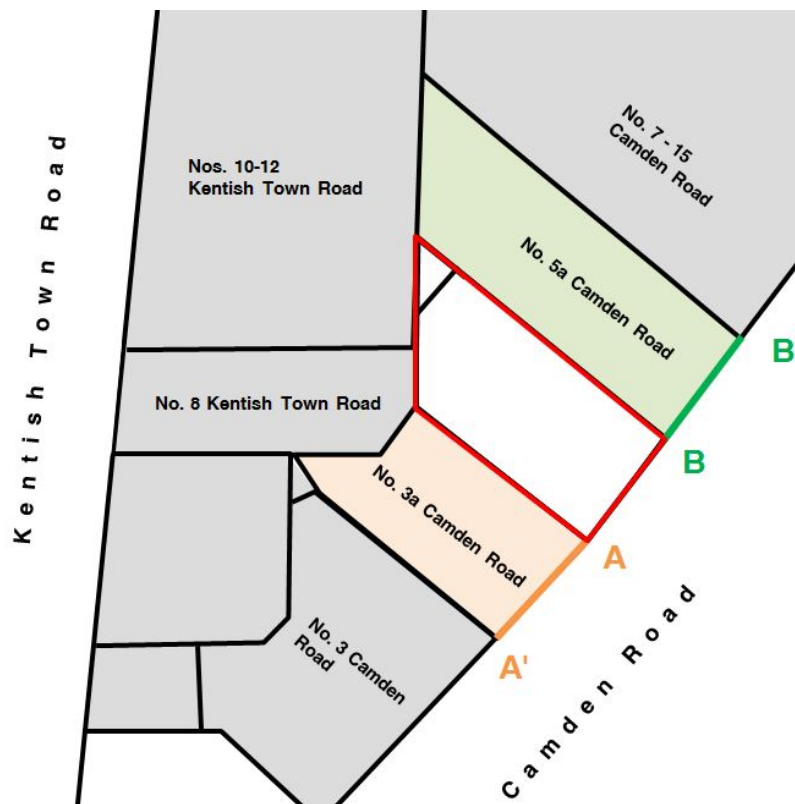 Kentish Town Road
Nos. 10-12
Kentish Town Road
No. 7 - 15
Camden Road
No. 5a Camden Road
B'
No. 8 Kentish Town Road
B
No. 3a Camden Road
A
No. 3 Camden
Road
A'
Camden Road